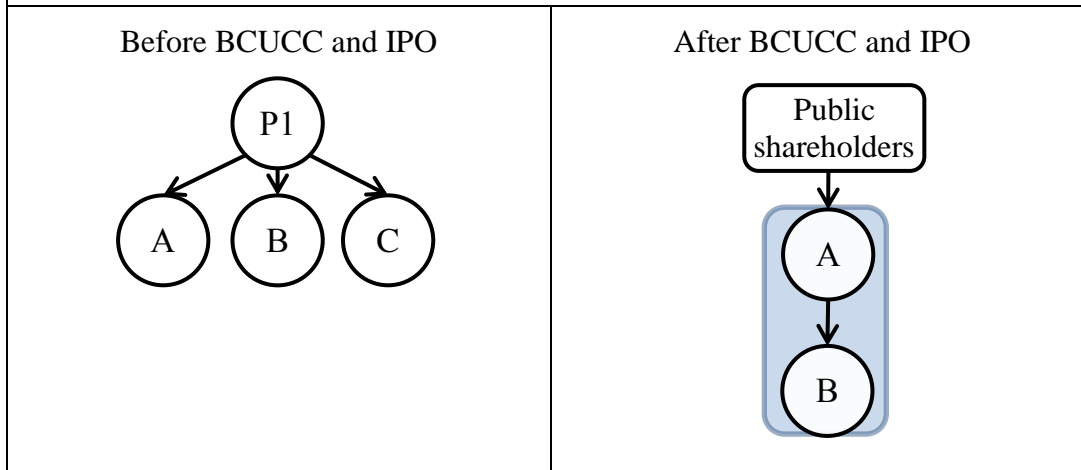 Before BCUCC and IPO
P1
A B C
After BCUCC and IPO
Public
shareholders
A
B